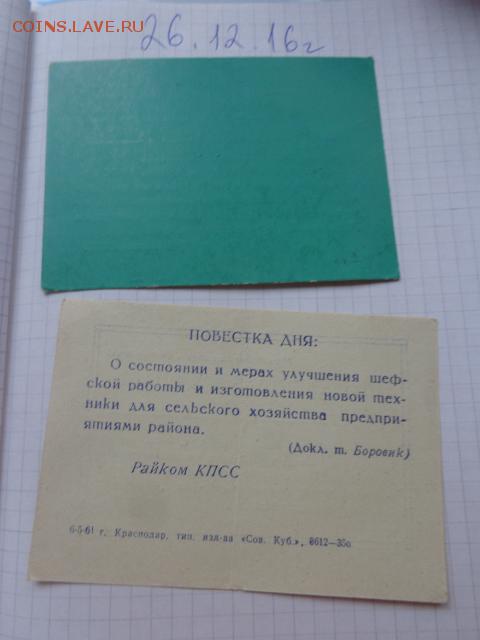 COINS.LAVE.RU
26.12.16г
ПОВЕСТКА ДНЯ:
О состоянии и мерах улучшения шеф-
ской работы и изготовления новой тех-
ники для сельского хозяйства предпри-
ятиями района.
(Докл. т. Боровик)
Райком КПСС
6-5-61 г. Краснодар, тип. изд-ва «Сов. Куб.», 8612—350